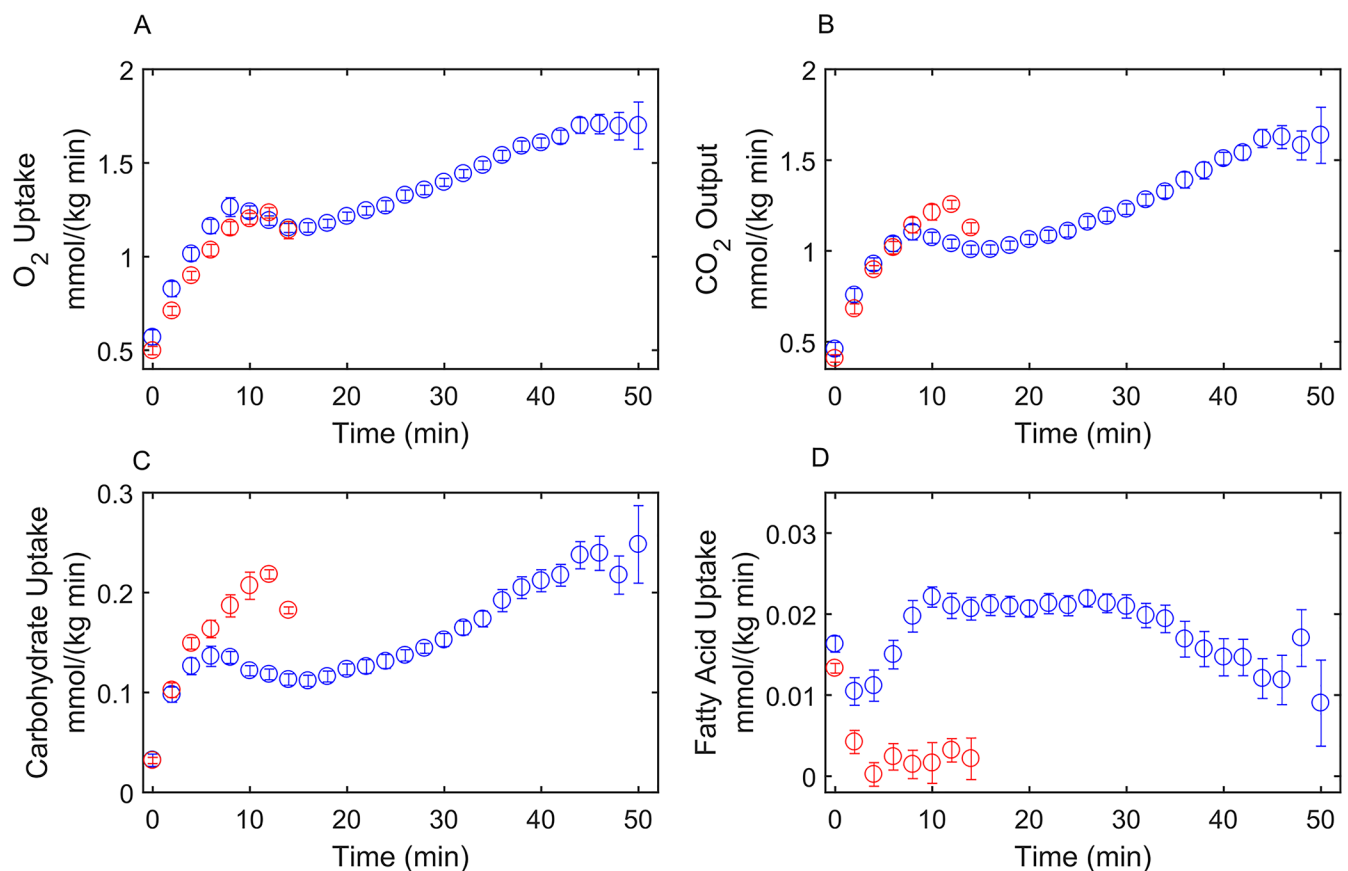 A
2
1.5
1
0.5
0 10 20 30 40 50
Time (min)
O2 Uptake
mmol/(kg min)
B
2
1.5
1
0.5
0 10 20 30 40 50
Time (min)
CO2 Output
mmol/(kg min)
C
0.3
0.2
0.1
0
0 10 20 30 40 50
Time (min)
Carbohydrate Uptake
mmol/(kg min)
D
0.03
0.02
0.01
0
0 10 20 30 40 50
Time (min)
Fatty Acid Uptake
mmol/(kg min)